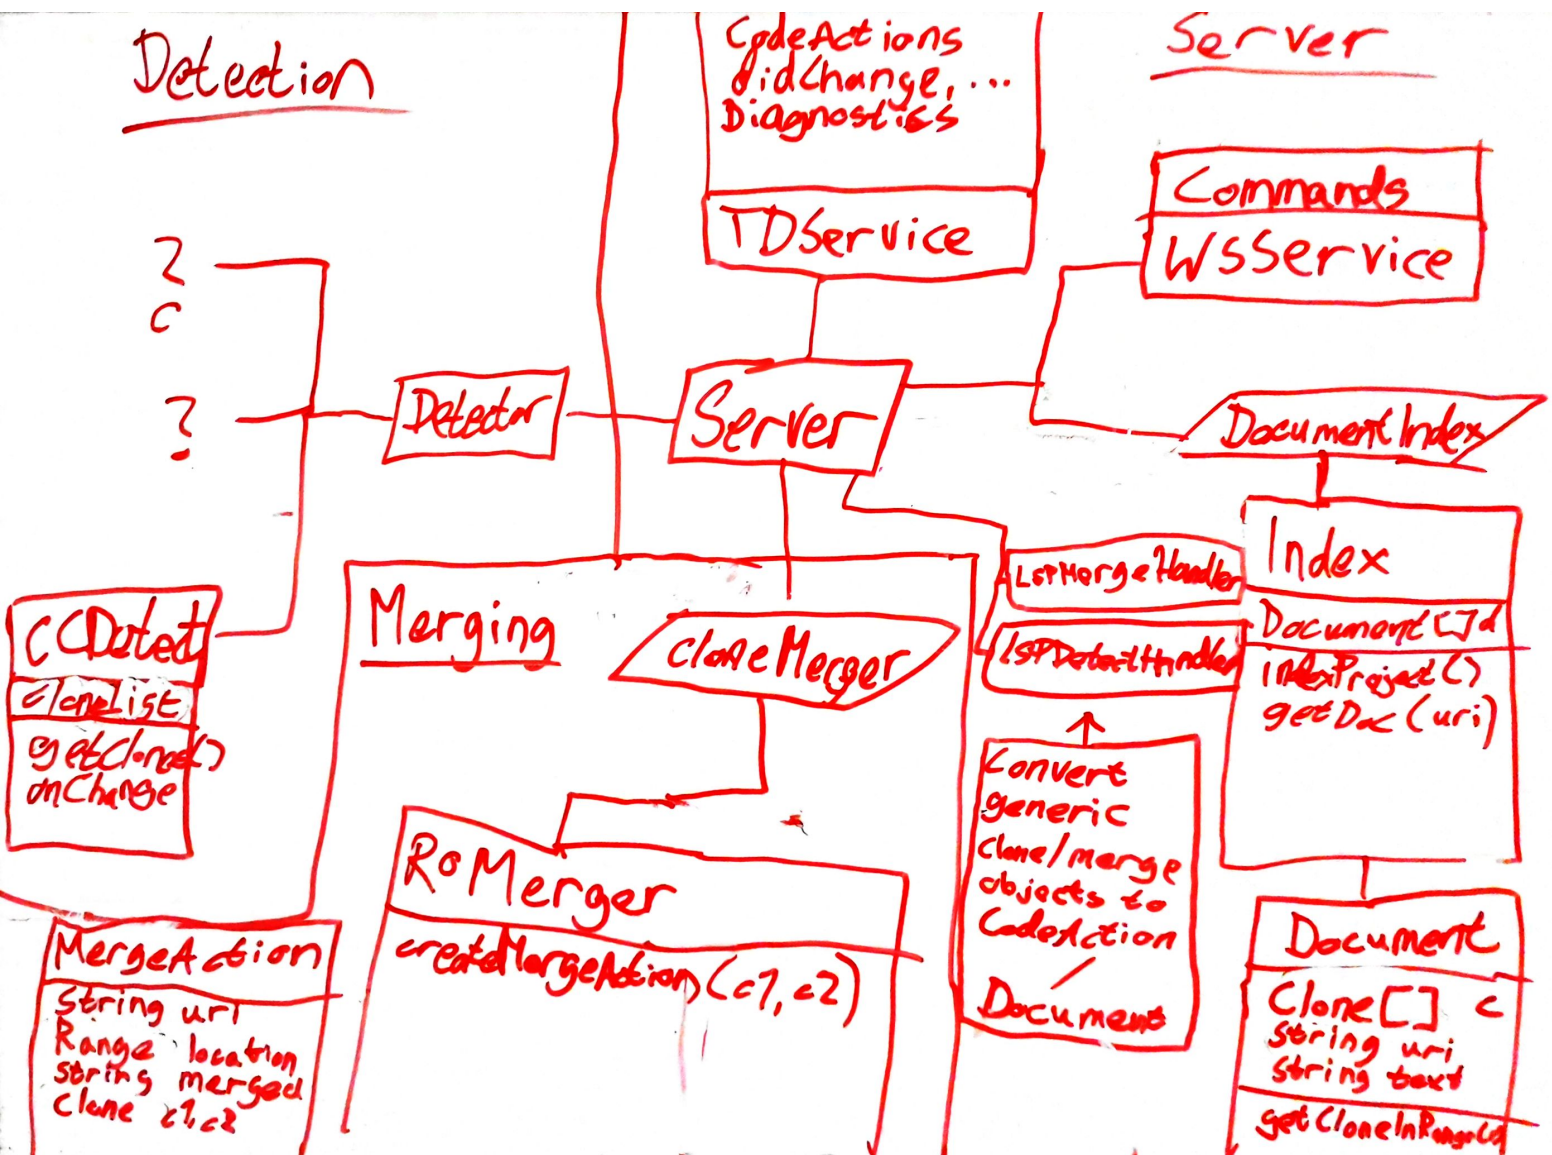 Detection
CodeActions
didChange, ...
Diagnostics
TDService
Server
Commands
WSService
?
c
?
Detector
Server
DocumentIndex
Index
Document[]d
indexProject()
getDoc(uri)
CCDetect
cloneList
getClones()
onChange
Merging
cloneMerger
LSPMergeHandler
LSPDetectHandler
Convert
generic
clone/merge
objects to
CodeAction
/
Document
RoMerger
createMergeAction(c1, c2)
MergeAction
String uri
Range location
string merged
Clone c1,c2
Document
Clone[] c
string uri
string text